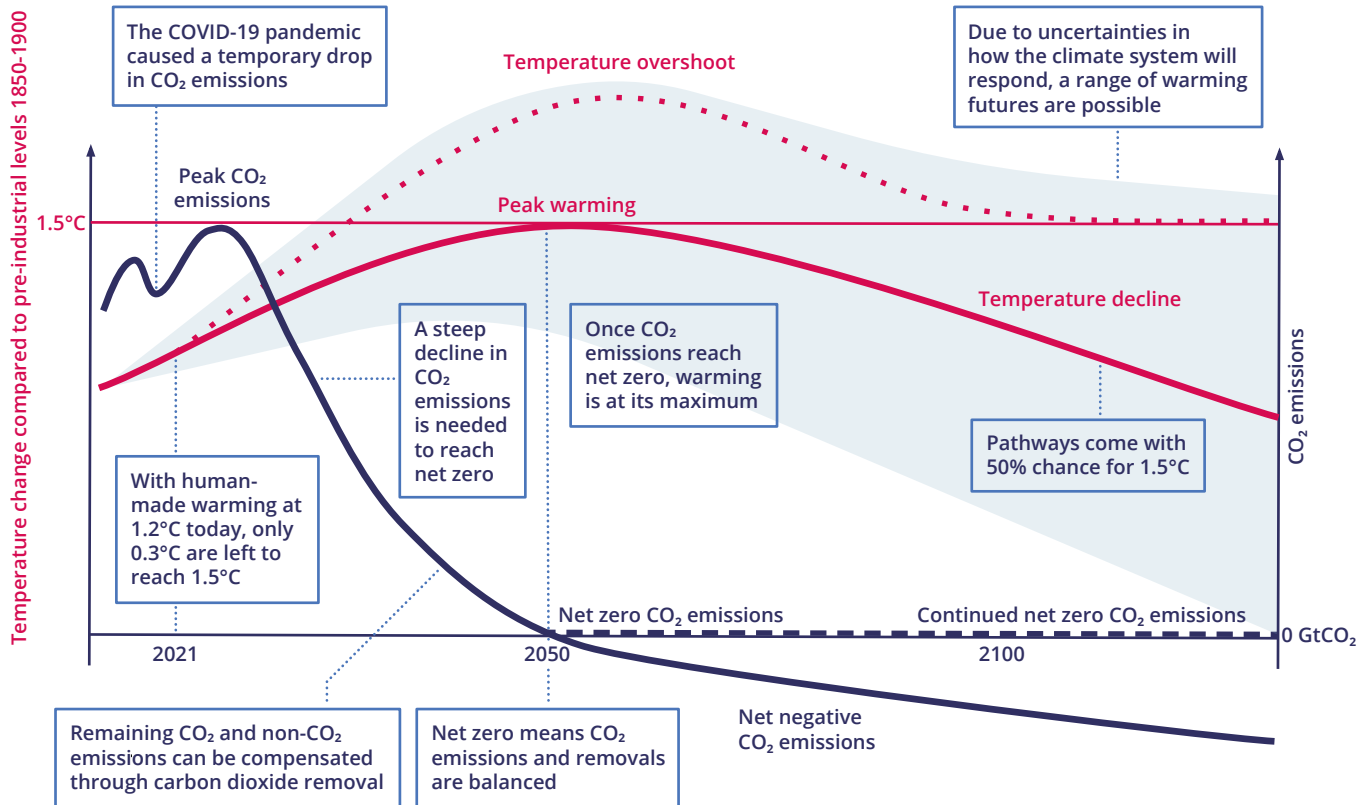 Temperature change compared to pre-industrial levels 1850-1900
The COVID-19 pandemic
caused a temporary drop
in CO₂ emissions
Temperature overshoot
Due to uncertainties in
how the climate system will
respond, a range of warming
futures are possible
Peak CO₂
emissions
1.5°C
Peak warming
Temperature decline
A steep
decline in
CO₂
emissions
is needed
to reach
net zero
Once CO₂
emissions reach
net zero, warming
is at its maximum
Pathways come with
50% chance for 1.5°C
CO₂ emissions
With human-
made warming at
1.2°C today, only
0.3°C are left to
reach 1.5°C
Net zero CO₂ emissions
Continued net zero CO₂ emissions
0 GtCO₂
2021
2050
2100
Remaining CO₂ and non-CO₂
emissions can be compensated
through carbon dioxide removal
Net zero means CO₂
emissions and removals
are balanced
Net negative
CO₂ emissions